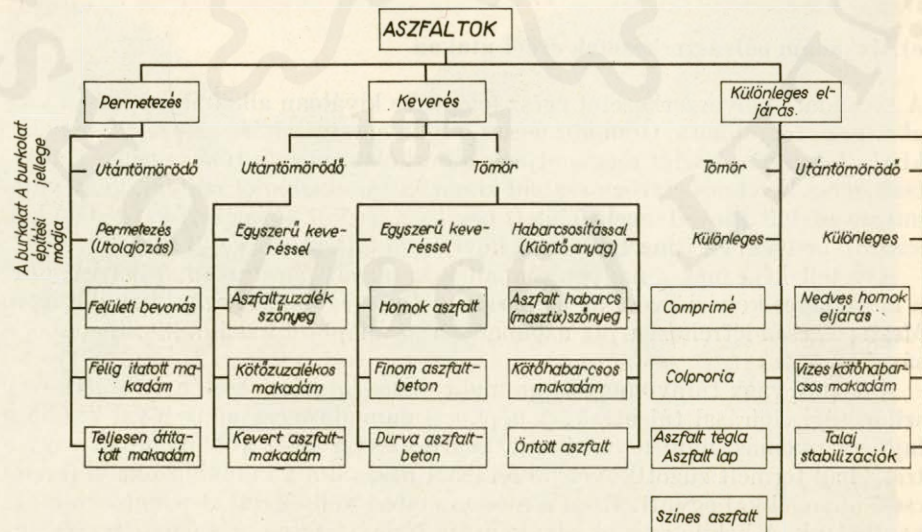 ASZFALTOK
Permetezés
Keverés
Különleges el-
járás.
A burkolat A burkolat
építési jellege
módja
Utántömörödő
Utántömörödő
Tömör
Tömör
Utántömörödő
Permetezés
(Utolajozás)
Egyszerű keve-
réssel
Egyszerű keve-
réssel
Habarcsosítással
(Kiöntő anyag)
Különleges
Különleges
Felületi bevonás
Aszfaltzuzalék
szőnyeg
Homok aszfalt
Aszfalt habarcs
(masztix)szőnyeg
Comprimé
Nedves homok
eljárás
Félig itatott ma-
kadám
Kötőzuzalékos
makadám
Finom aszfalt-
beton
Kötőhabarcsos
makadám
Colproria
Vizes kötőhabar-
csos makadám
Teljesen átita-
tott makadám
Kevert aszfalt-
makadám
Durva aszfalt-
beton
Öntött aszfalt
Aszfalt tégla
Aszfalt lap
Talaj
stabilizációk
Színes aszfalt